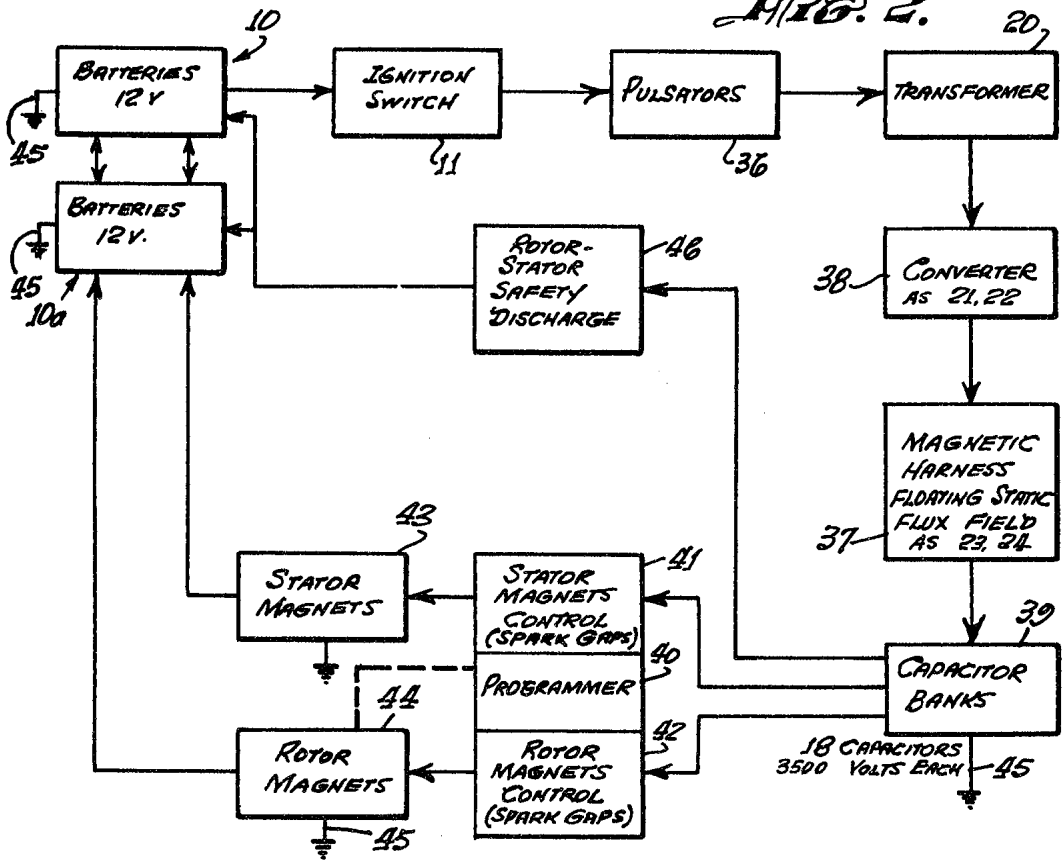 FIG. 2.
10
BATTERIES
12 V
45
IGNITION
SWITCH
11
PULSATORS
36
20
TRANSFORMER
BATTERIES
12 V.
45
10a
ROTOR-
STATOR
SAFETY
DISCHARGE
46
38
CONVERTER
AS 21, 22
MAGNETIC
HARNESS
FLOATING STATIC
FLUX FIELD
AS 23, 24
37
43
STATOR
MAGNETS
41
STATOR
MAGNETS
CONTROL
(SPARK GAPS)
40
PROGRAMMER
39
CAPACITOR
BANKS
18 CAPACITORS
3500 VOLTS EACH
45
44
ROTOR
MAGNETS
45
42
ROTOR
MAGNETS
CONTROL
(SPARK GAPS)